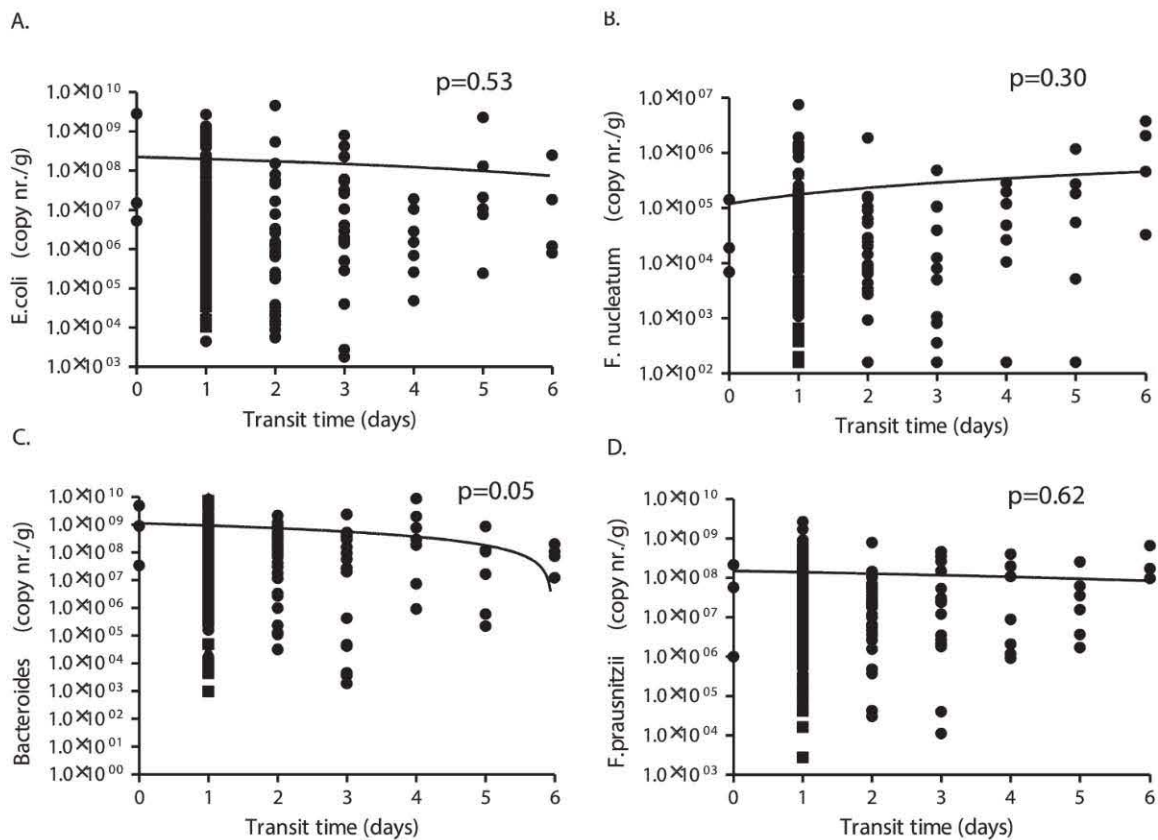 A.
p=0.53
E.coli (copy nr./g)
1.0×10 10
1.0×10 09
1.0×10 08
1.0×10 07
1.0×10 06
1.0×10 05
1.0×10 04
1.0×10 03
0 1 2 3 4 5 6
Transit time (days)
B.
p=0.30
F. nucleatum (copy nr./g)
1.0×10 07
1.0×10 06
1.0×10 05
1.0×10 04
1.0×10 03
1.0×10 02
0 1 2 3 4 5 6
Transit time (days)
C.
p=0.05
Bacteroides (copy nr./g)
1.0×10 10
1.0×10 09
1.0×10 08
1.0×10 07
1.0×10 06
1.0×10 05
1.0×10 04
1.0×10 03
1.0×10 02
1.0×10 01
1.0×10 00
0 1 2 3 4 5 6
Transit time (days)
D.
p=0.62
F.prausnitzii (copy nr./g)
1.0×10 10
1.0×10 09
1.0×10 08
1.0×10 07
1.0×10 06
1.0×10 05
1.0×10 04
1.0×10 03
0 1 2 3 4 5 6
Transit time (days)